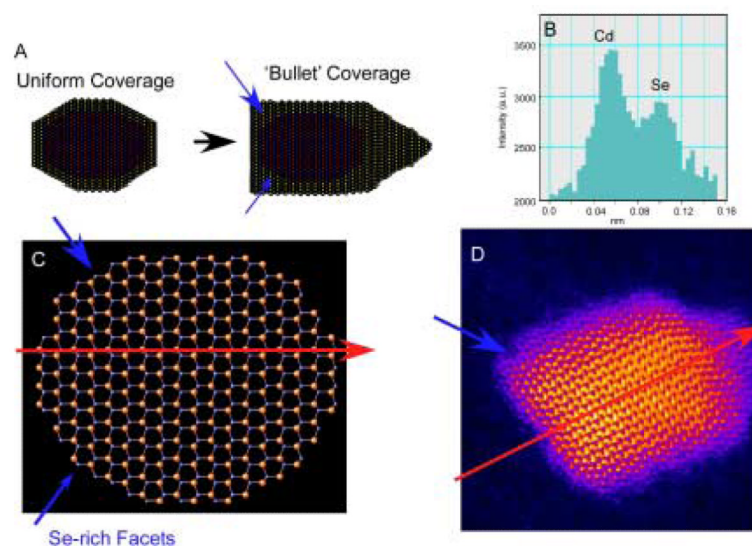 A
Uniform Coverage
'Bullet' Coverage
B
Cd
Se
Intensity (a.u.)
3500
3000
2500
2000
0.0
0.04
0.08
0.12
0.16
nm
C
D
Se-rich Facets